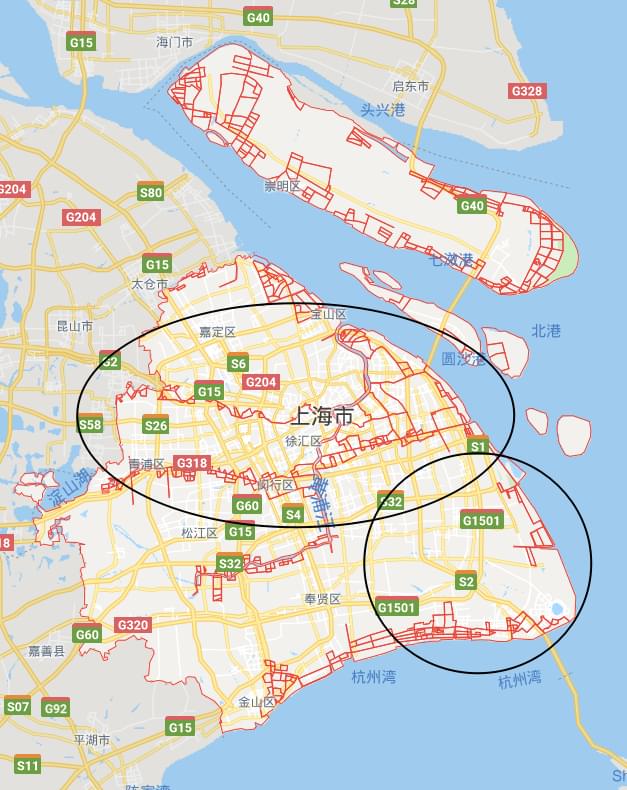 S28
G40
G15
海门市
启东市
G328
头兴港
崇明区
G204
S80
G204
G40
七滧港
G15
太仓市
宝山区
昆山市
嘉定区
北港
圆沙港
S6
G204
G15
上海市
S58
S26
徐汇区
S1
青浦区
G318
闵行区
淀山湖
黄浦江
G60
S4
S32
G1501
松江区
G15
S32
S2
奉贤区
G1501
G320
G60
嘉善县
杭州湾
杭州湾
金山区
S07
G92
G15
平湖市
S11